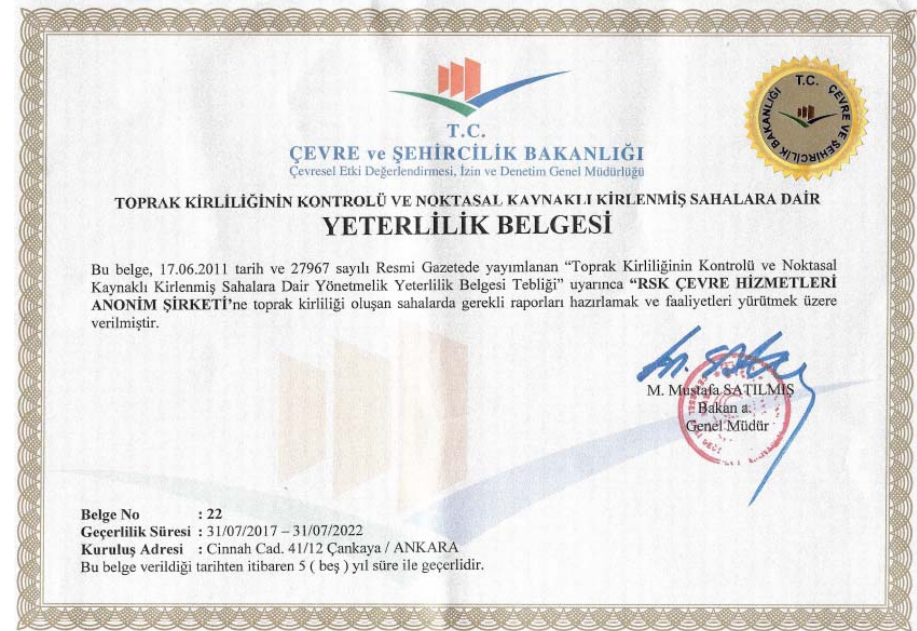 T.C.
ÇEVRE VE ŞEHİRCİLİK BAKANLIĞI
T.C.
ÇEVRE ve ŞEHİRCİLİK BAKANLIĞI
Çevresel Etki Değerlendirmesi, İzin ve Denetim Genel Müdürlüğü
TOPRAK KİRLİLİĞİNİN KONTROLÜ VE NOKTASAL KAYNAKLI KİRLENMİŞ SAHALARA DAİR
YETERLİLİK BELGESİ
Bu belge, 17.06.2011 tarih ve 27967 sayılı Resmi Gazetede yayımlanan “Toprak Kirliliğinin Kontrolü ve Noktasal
Kaynaklı Kirlenmiş Sahalara Dair Yönetmelik Yeterlilik Belgesi Tebliği” uyarınca “RSK ÇEVRE HİZMETLERİ
ANONİM ŞİRKETİ’ne toprak kirliliği oluşan sahalarda gerekli raporları hazırlamak ve faaliyetleri yürütmek üzere
verilmiştir.
M. Mustafa SATILMIŞ
Bakan a.
Genel Müdür
Belge No : 22
Geçerlilik Süresi : 31/07/2017 – 31/07/2022
Kuruluş Adresi : Cinnah Cad. 41/12 Çankaya / ANKARA
Bu belge verildiği tarihten itibaren 5 ( beş ) yıl süre ile geçerlidir.